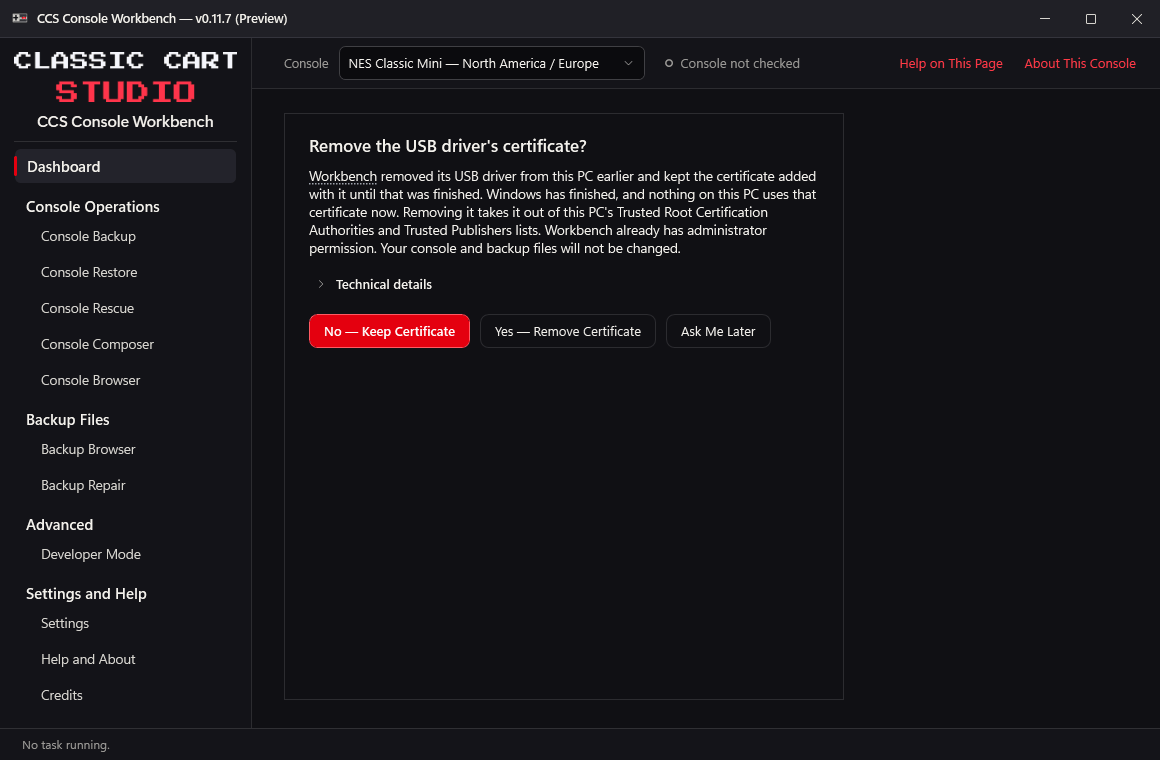 CCS Console Workbench — v0.11.7 (Preview)
CLASSIC CART
STUDIO
CCS Console Workbench
Dashboard
Console Operations
Console Backup
Console Restore
Console Rescue
Console Composer
Console Browser
Backup Files
Backup Browser
Backup Repair
Advanced
Developer Mode
Settings and Help
Settings
Help and About
Credits
Console
NES Classic Mini — North America / Europe
Console not checked
Help on This Page
About This Console
Remove the USB driver's certificate?
Workbench removed its USB driver from this PC earlier and kept the certificate added
with it until that was finished. Windows has finished, and nothing on this PC uses that
certificate now. Removing it takes it out of this PC's Trusted Root Certification
Authorities and Trusted Publishers lists. Workbench already has administrator
permission. Your console and backup files will not be changed.
Technical details
No — Keep Certificate
Yes — Remove Certificate
Ask Me Later
No task running.